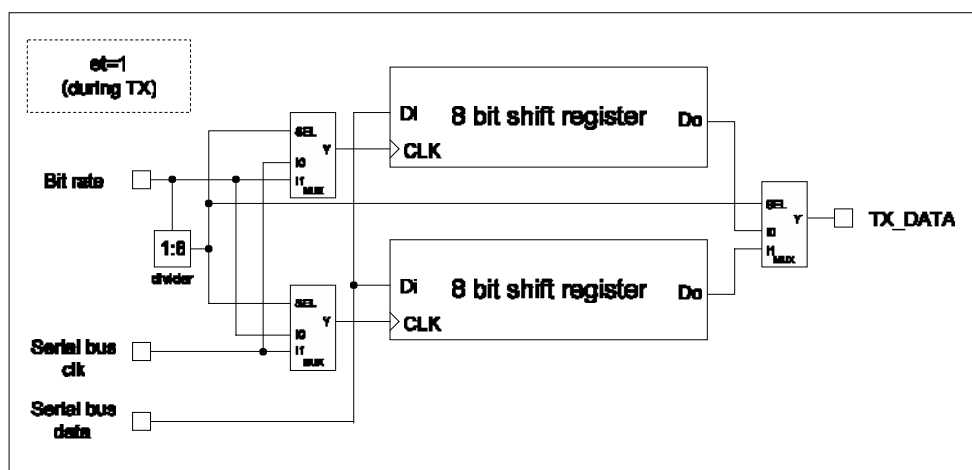 et=1
(during TX)
Di
8 bit shift register
Do
CLK
SEL
I0
I1
Y
MUX
Bit rate
1:8
divider
SEL
I0
I1
Y
MUX
TX_DATA
Di
8 bit shift register
Do
CLK
SEL
I0
I1
Y
MUX
Serial bus
clk
Serial bus
data